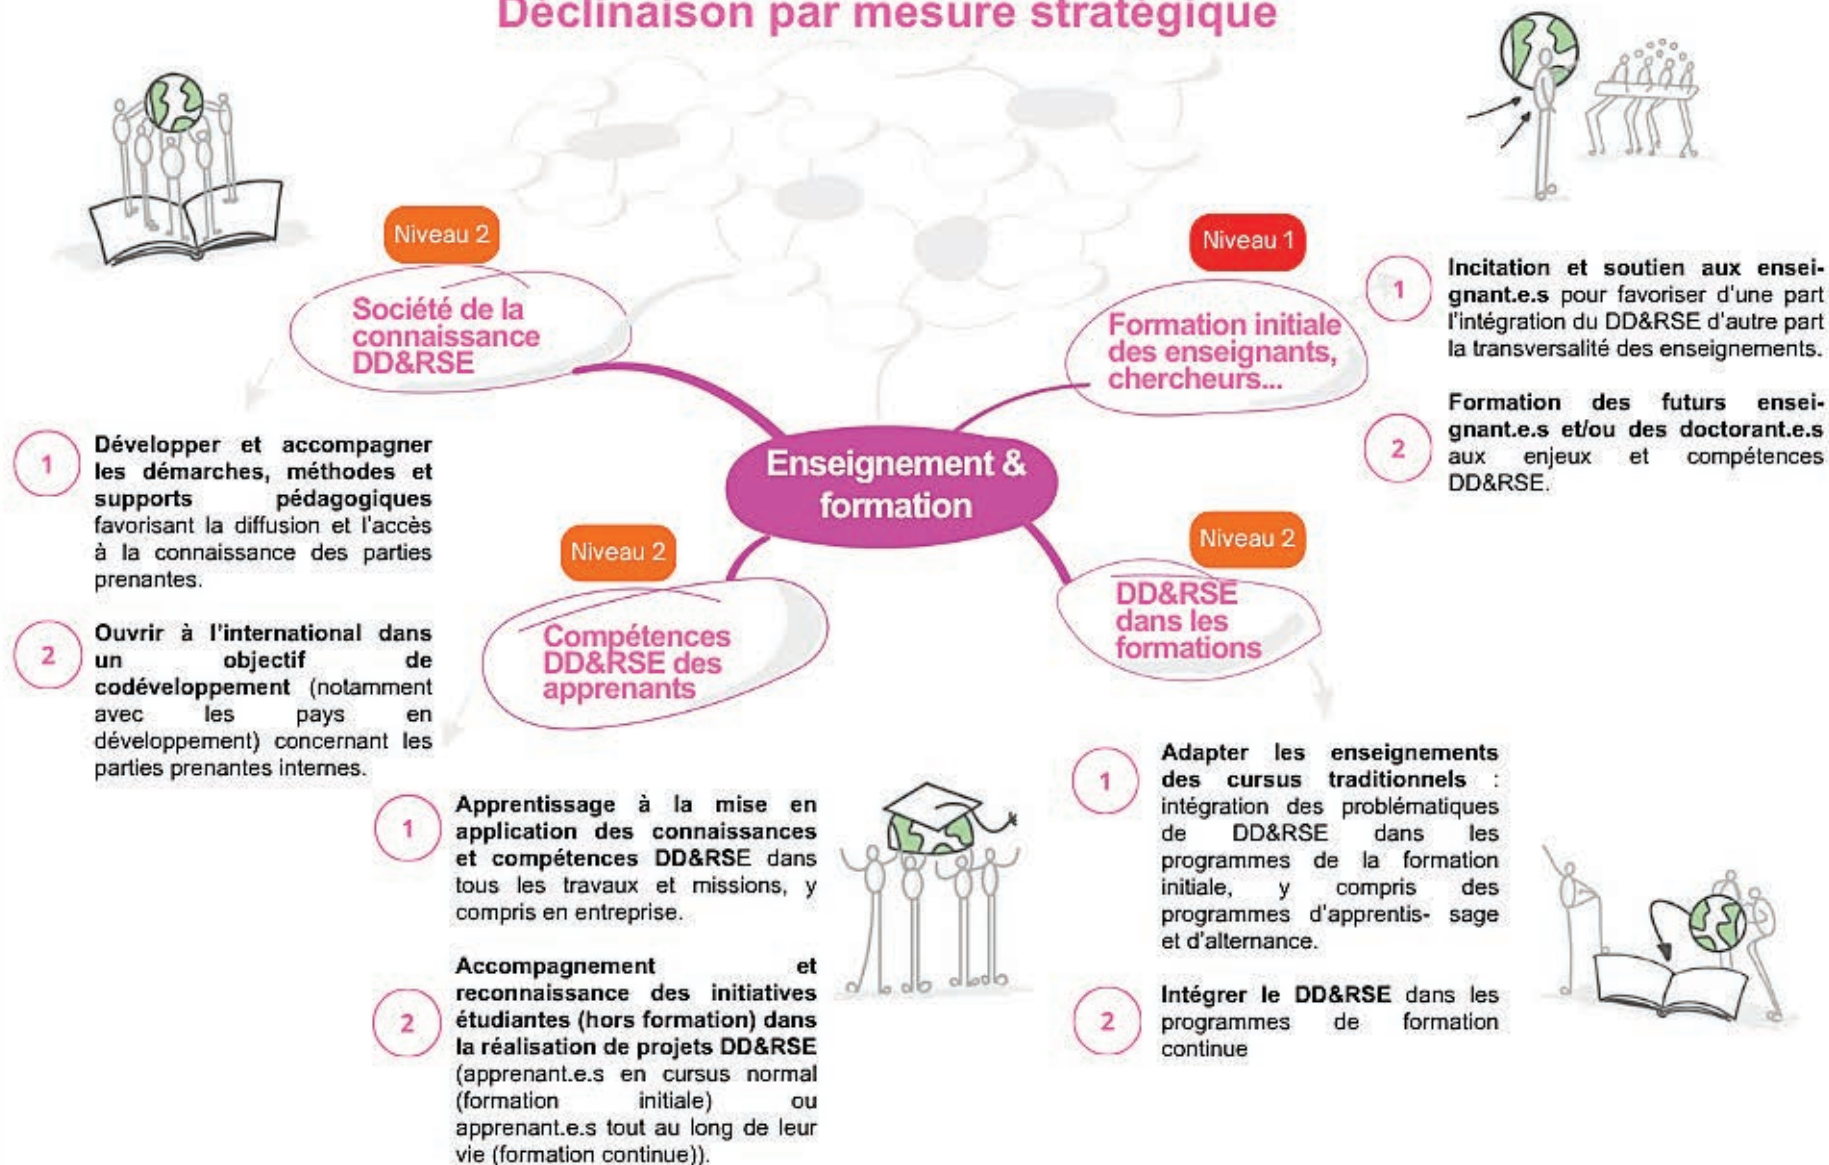 Déclinaison par mesure stratégique
Niveau 2
Société de la
connaissance
DD&RSE
1
Développer et accompagner
les démarches, méthodes et
supports pédagogiques
favorisant la diffusion et l'accès
à la connaissance des parties
prenantes.
2
Ouvrir à l'international dans
un objectif de
codéveloppement (notamment
avec les pays en
développement) concernant les
parties prenantes internes.
Niveau 1
Formation initiale
des enseignants,
chercheurs...
1
Incitation et soutien aux ensei-
gnant.e.s pour favoriser d'une part
l'intégration du DD&RSE d'autre part
la transversalité des enseignements.
2
Formation des futurs ensei-
gnant.e.s et/ou des doctorant.e.s
aux enjeux et compétences
DD&RSE.
Enseignement &
formation
Niveau 2
Compétences
DD&RSE des
apprenants
1
Apprentissage à la mise en
application des connaissances
et compétences DD&RSE dans
tous les travaux et missions, y
compris en entreprise.
2
Accompagnement et
reconnaissance des initiatives
étudiantes (hors formation) dans
la réalisation de projets DD&RSE
(apprenant.e.s en cursus normal
(formation initiale) ou
apprenant.e.s tout au long de leur
vie (formation continue)).
Niveau 2
DD&RSE
dans les
formations
1
Adapter les enseignements
des cursus traditionnels :
intégration des problématiques
de DD&RSE dans les
programmes de la formation
initiale, y compris des
programmes d'apprentis- sage
et d'alternance.
2
Intégrer le DD&RSE dans les
programmes de formation
continue